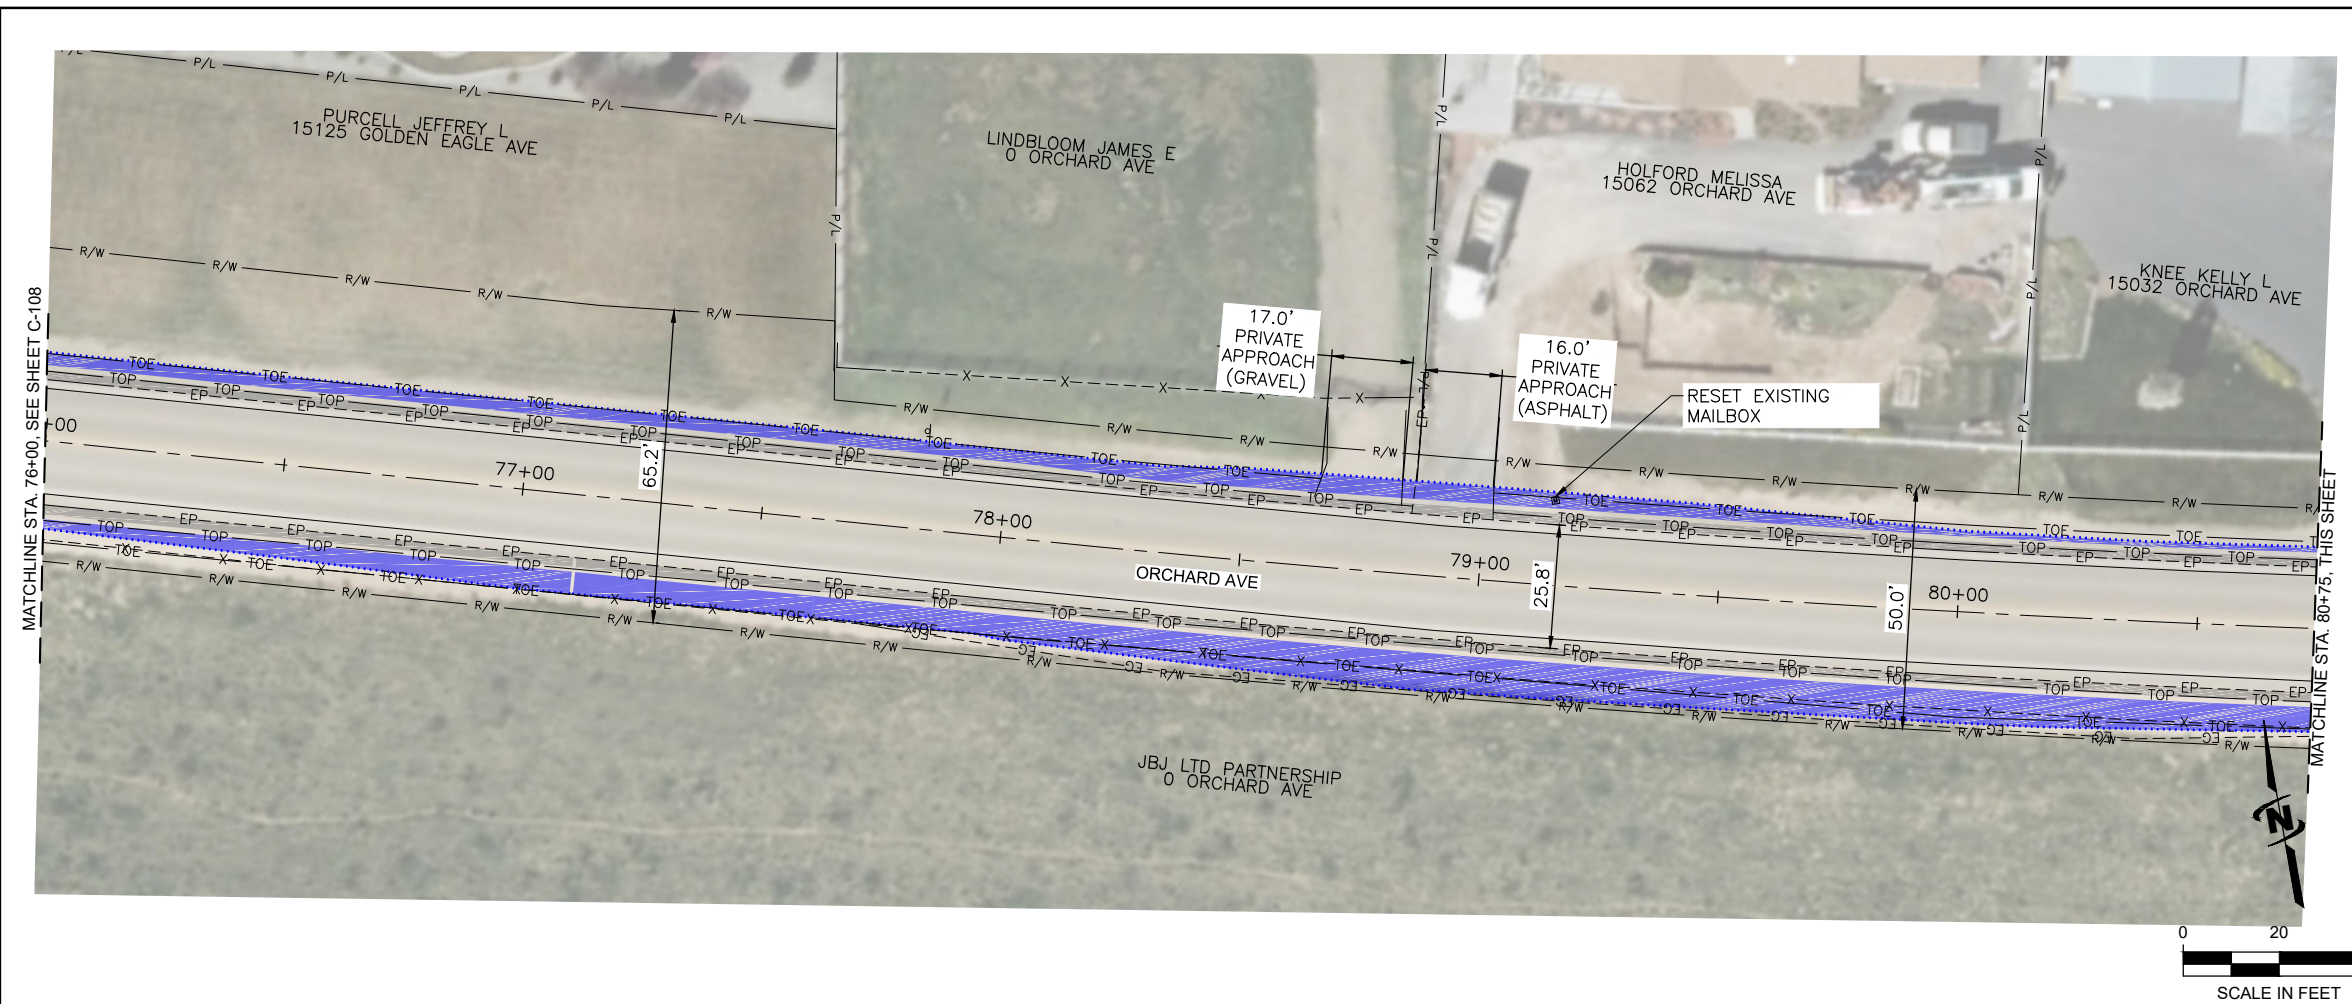 PURCELL JEFFREY L
15125 GOLDEN EAGLE AVE
LINDBLOOM JAMES E
0 ORCHARD AVE
HOLFORD MELISSA
15062 ORCHARD AVE
KNEE KELLY L
15032 ORCHARD AVE
17.0'
PRIVATE
APPROACH
(GRAVEL)
16.0'
PRIVATE
APPROACH
(ASPHALT)
RESET EXISTING
MAILBOX
MATCHLINE STA. 76+00, SEE SHEET C-108
+00
77+00
78+00
79+00
80+00
65.2'
25.8'
50.0'
ORCHARD AVE
JBJ LTD PARTNERSHIP
0 ORCHARD AVE
MATCHLINE STA. 80+75, THIS SHEET
P/L
R/W
TOE
TOP
EP
X
EG
N
0 20
SCALE IN FEET